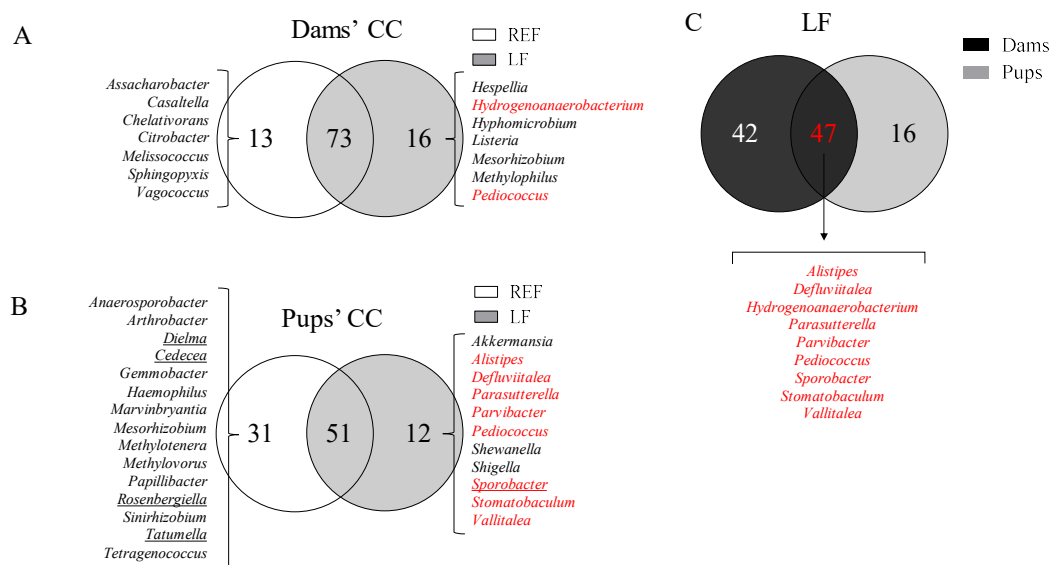 A
Dams' CC
REF
LF
Assacharobacter
Casaltella
Chelativorans
Citrobacter
Melissococcus
Sphingopyxis
Vagococcus
13
73
16
Hespellia
Hydrogenoanaerobacterium
Hyphomicrobium
Listeria
Mesorhizobium
Methylophilus
Pediococcus
B
Pups' CC
REF
LF
Anaerosporobacter
Arthrobacter
Dielma
Cedecea
Gemmobacter
Haemophilus
Marvinbryantia
Mesorhizobium
Methylotenera
Methylovorus
Papillibacter
Rosenbergiella
Sinirhizobium
Tatumella
Tetragenococcus
31
51
12
Akkermansia
Alistipes
Defluviitalea
Parasutterella
Parvibacter
Pediococcus
Shewanella
Shigella
Sporobacter
Stomatobaculum
Vallitalea
C
LF
Dams
Pups
42
47
16
Alistipes
Defluviitalea
Hydrogenoanaerobacterium
Parasutterella
Parvibacter
Pediococcus
Sporobacter
Stomatobaculum
Vallitalea